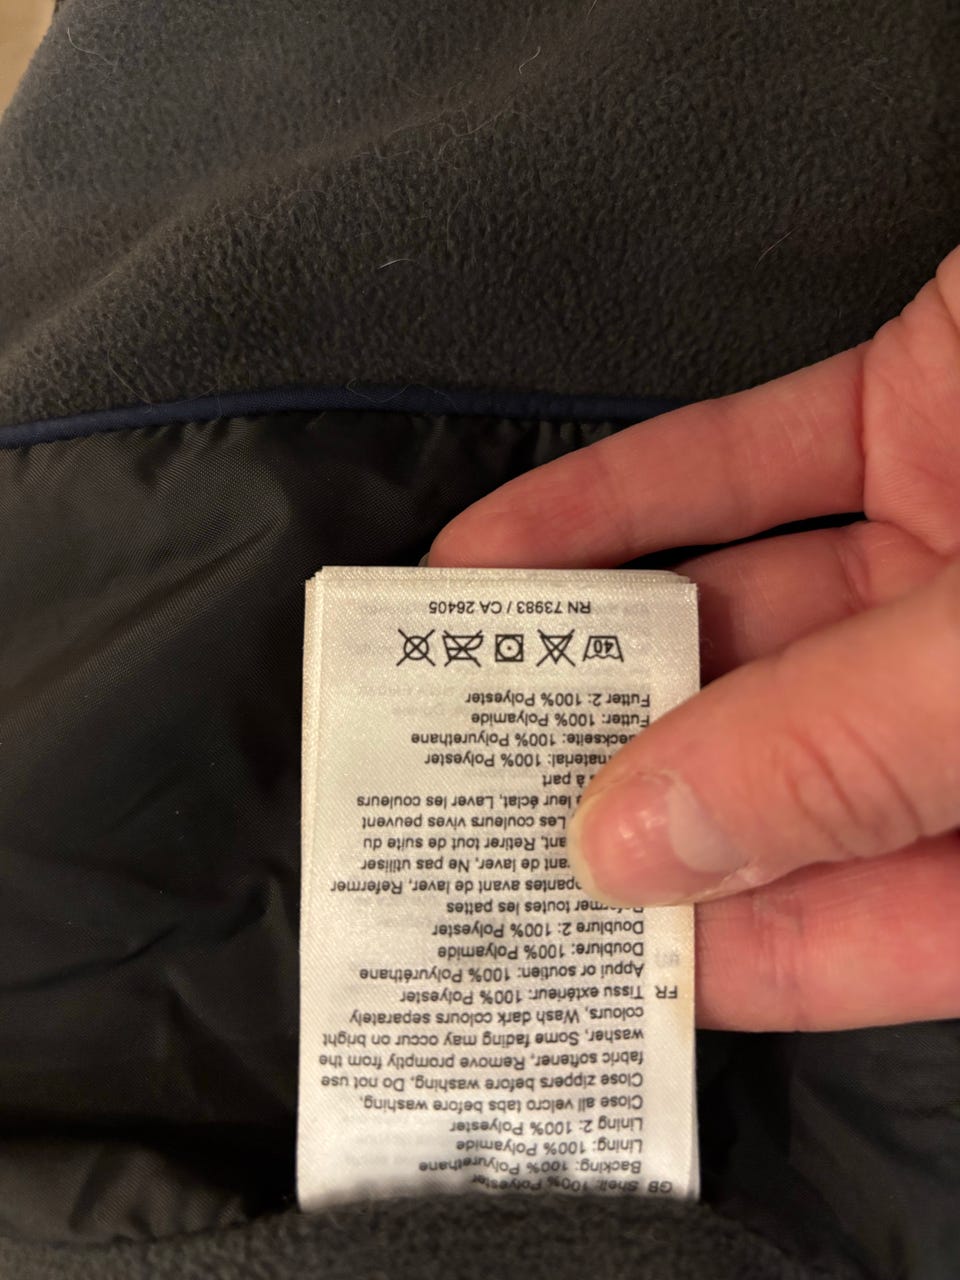 GB Shell: 100% Polyester
Backing: 100% Polyurethane
Lining: 100% Polyamide
Lining 2: 100% Polyester
Close all velcro tabs before washing,
Close zippers before washing, Do not use
fabric softener, Remove promptly from the
washer, Some fading may occur on bright
colours, Wash dark colours separately
FR Tissu extérieur: 100% Polyester
Appui or soutien: 100% Polyuréthane
Doublure: 100% Polyamide
Doublure 2: 100% Polyester
Refermer toutes les pattes
avant de laver, Refermer
avant de laver, Ne pas utiliser
Retirer tout de suite du
Les couleurs vives peuvent
leur éclat, Laver les couleurs
à part
100% Polyester
100% Polyurethane
Futter: 100% Polyamide
Futter 2: 100% Polyester
40
RN 73983 / CA 26405